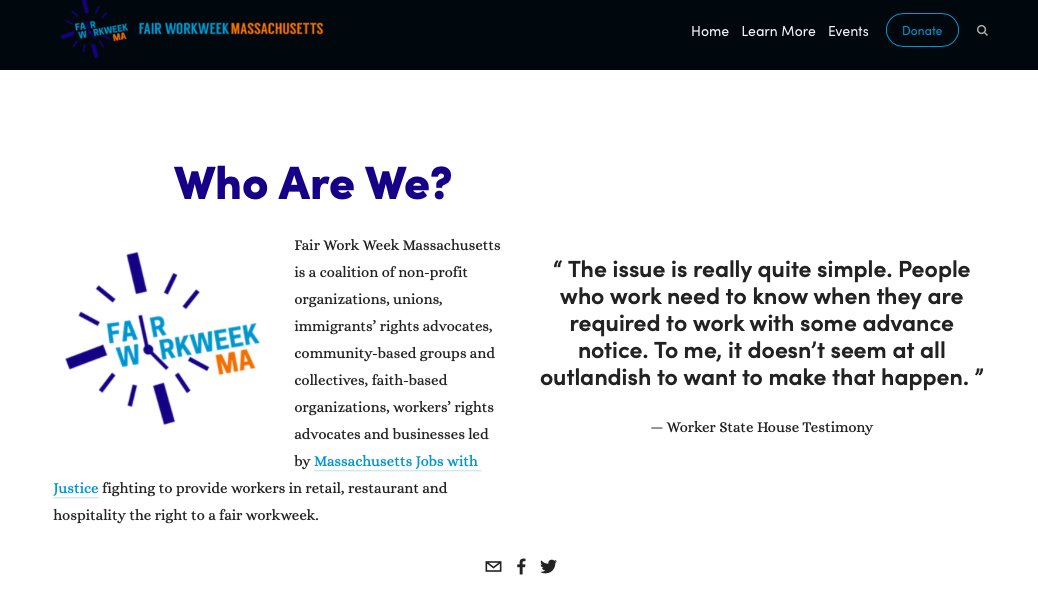 FAIR
WORKWEEK
MA
FAIR WORKWEEK MASSACHUSETTS
Home Learn More Events Donate
Who Are We?
FAIR
WORKWEEK
MA
Fair Work Week Massachusetts
is a coalition of non-profit
organizations, unions,
immigrants’ rights advocates,
community-based groups and
collectives, faith-based
organizations, workers’ rights
advocates and businesses led
by Massachusetts Jobs with
Justice fighting to provide workers in retail, restaurant and
hospitality the right to a fair workweek.
“ The issue is really quite simple. People
who work need to know when they are
required to work with some advance
notice. To me, it doesn’t seem at all
outlandish to want to make that happen. ”
— Worker State House Testimony